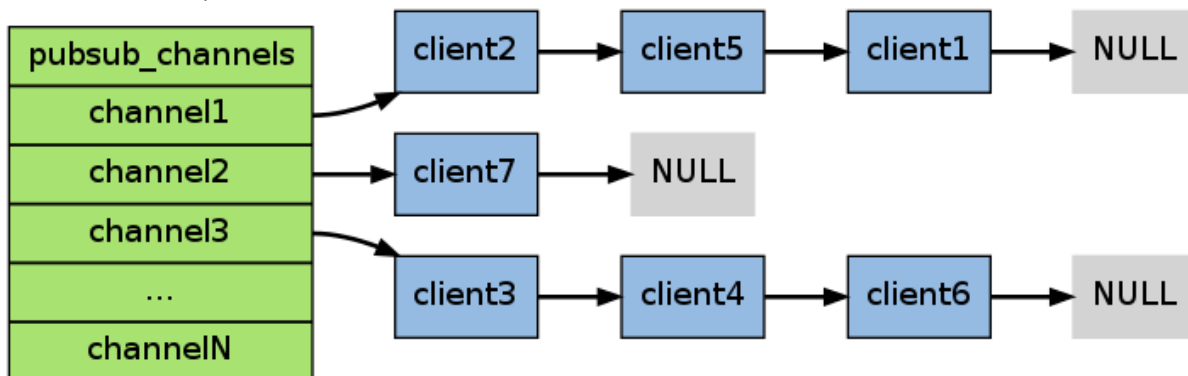 pubsub_channels
channel1
channel2
channel3
...
channelN
client2 client5 client1 NULL
client7 NULL
client3 client4 client6 NULL